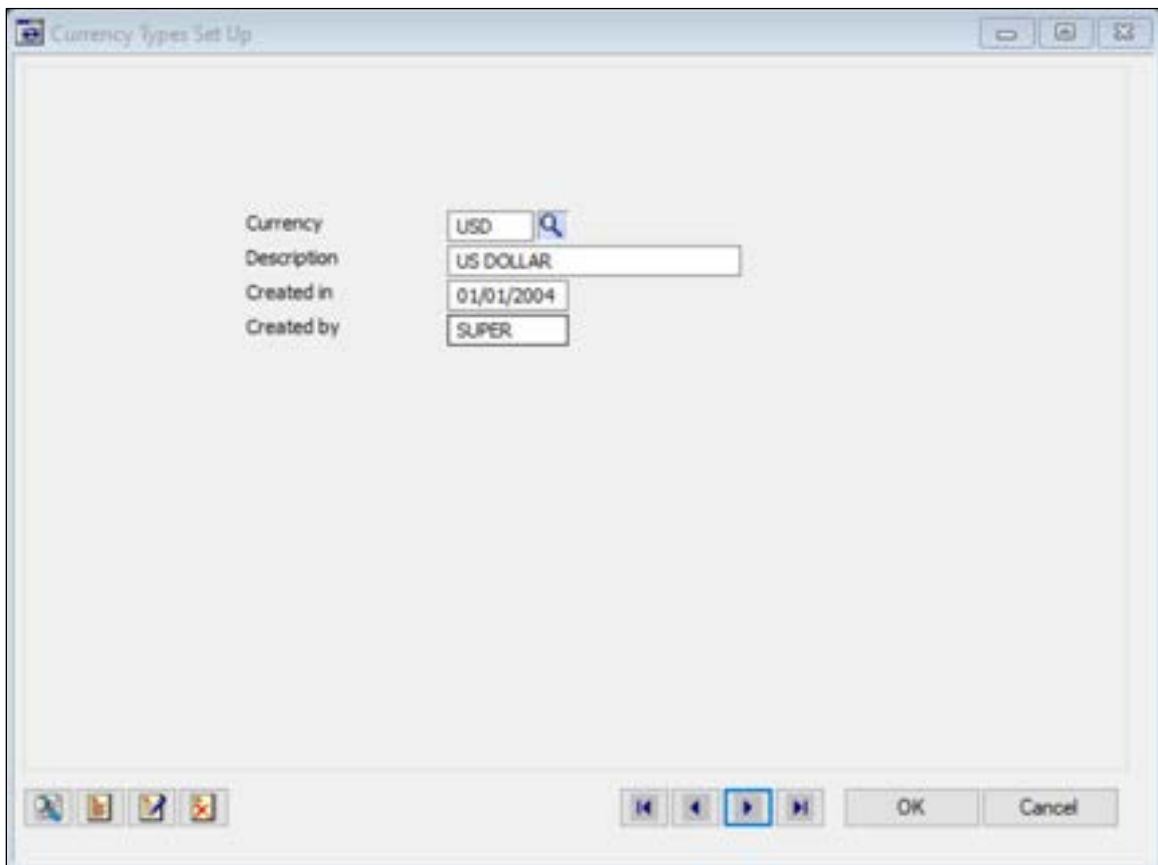 Currency Types Set Up
Currency USD
Description US DOLLAR
Created in 01/01/2004
Created by SUPER
OK Cancel